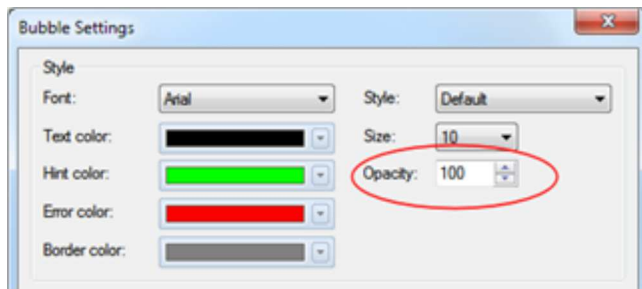 Bubble Settings
Style
Font: Arial Style: Default
Text color: Size: 10
Hint color: Opacity: 100
Error color:
Border color: